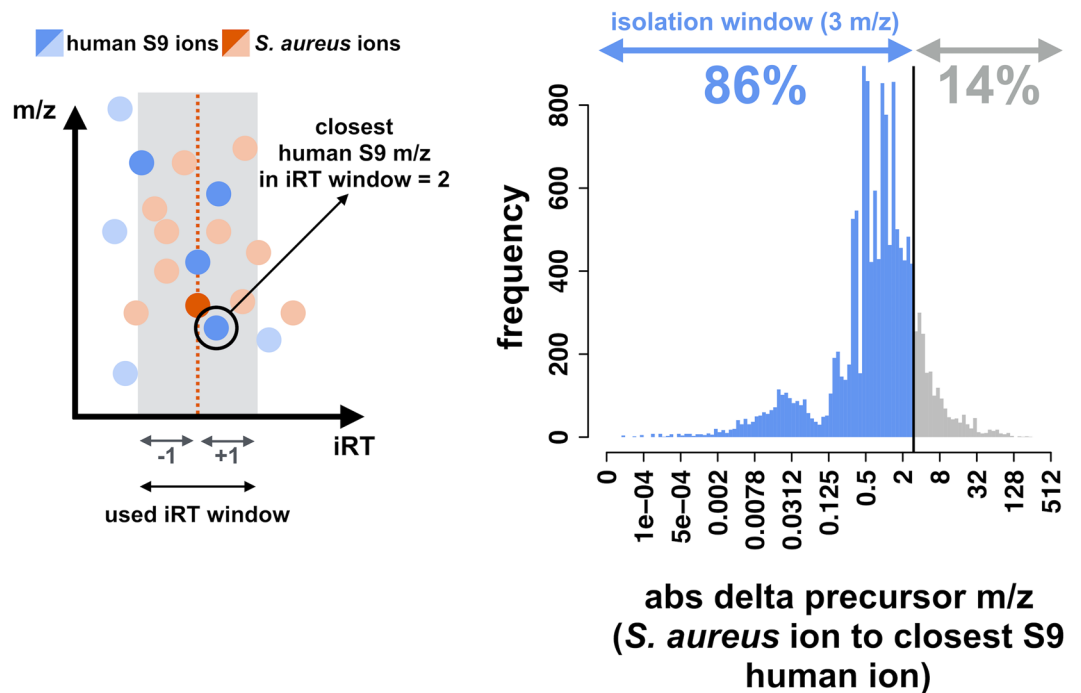 human S9 ions
S. aureus ions
m/z
closest
human S9 m/z
in iRT window = 2
iRT
-1
+1
used iRT window
isolation window (3 m/z)
86%
14%
frequency
800
600
400
200
0
0
1e−04
5e−04
0.002
0.0078
0.0312
0.125
0.5
2
8
32
128
512
abs delta precursor m/z
(S. aureus ion to closest S9
human ion)